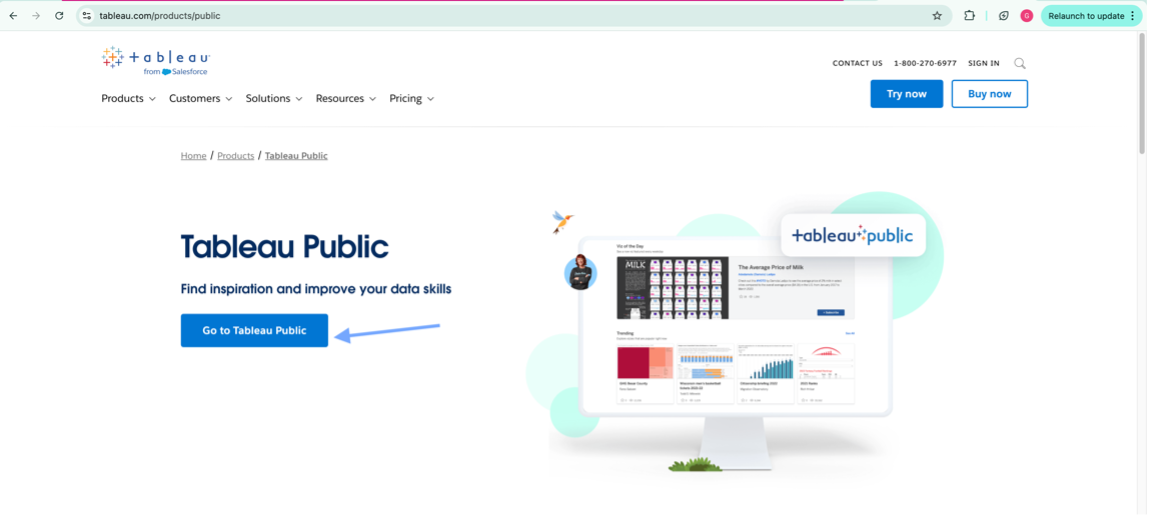 tableau.com/products/public
G
Relaunch to update
tableau
from Salesforce
CONTACT US 1-800-270-6977 SIGN IN
Products Customers Solutions Resources Pricing
Try now Buy now
Home / Products / Tableau Public
Tableau Public
Find inspiration and improve your data skills
Go to Tableau Public
tableau public
Viz of the Day
MILK
The Average Price of Milk
Trending